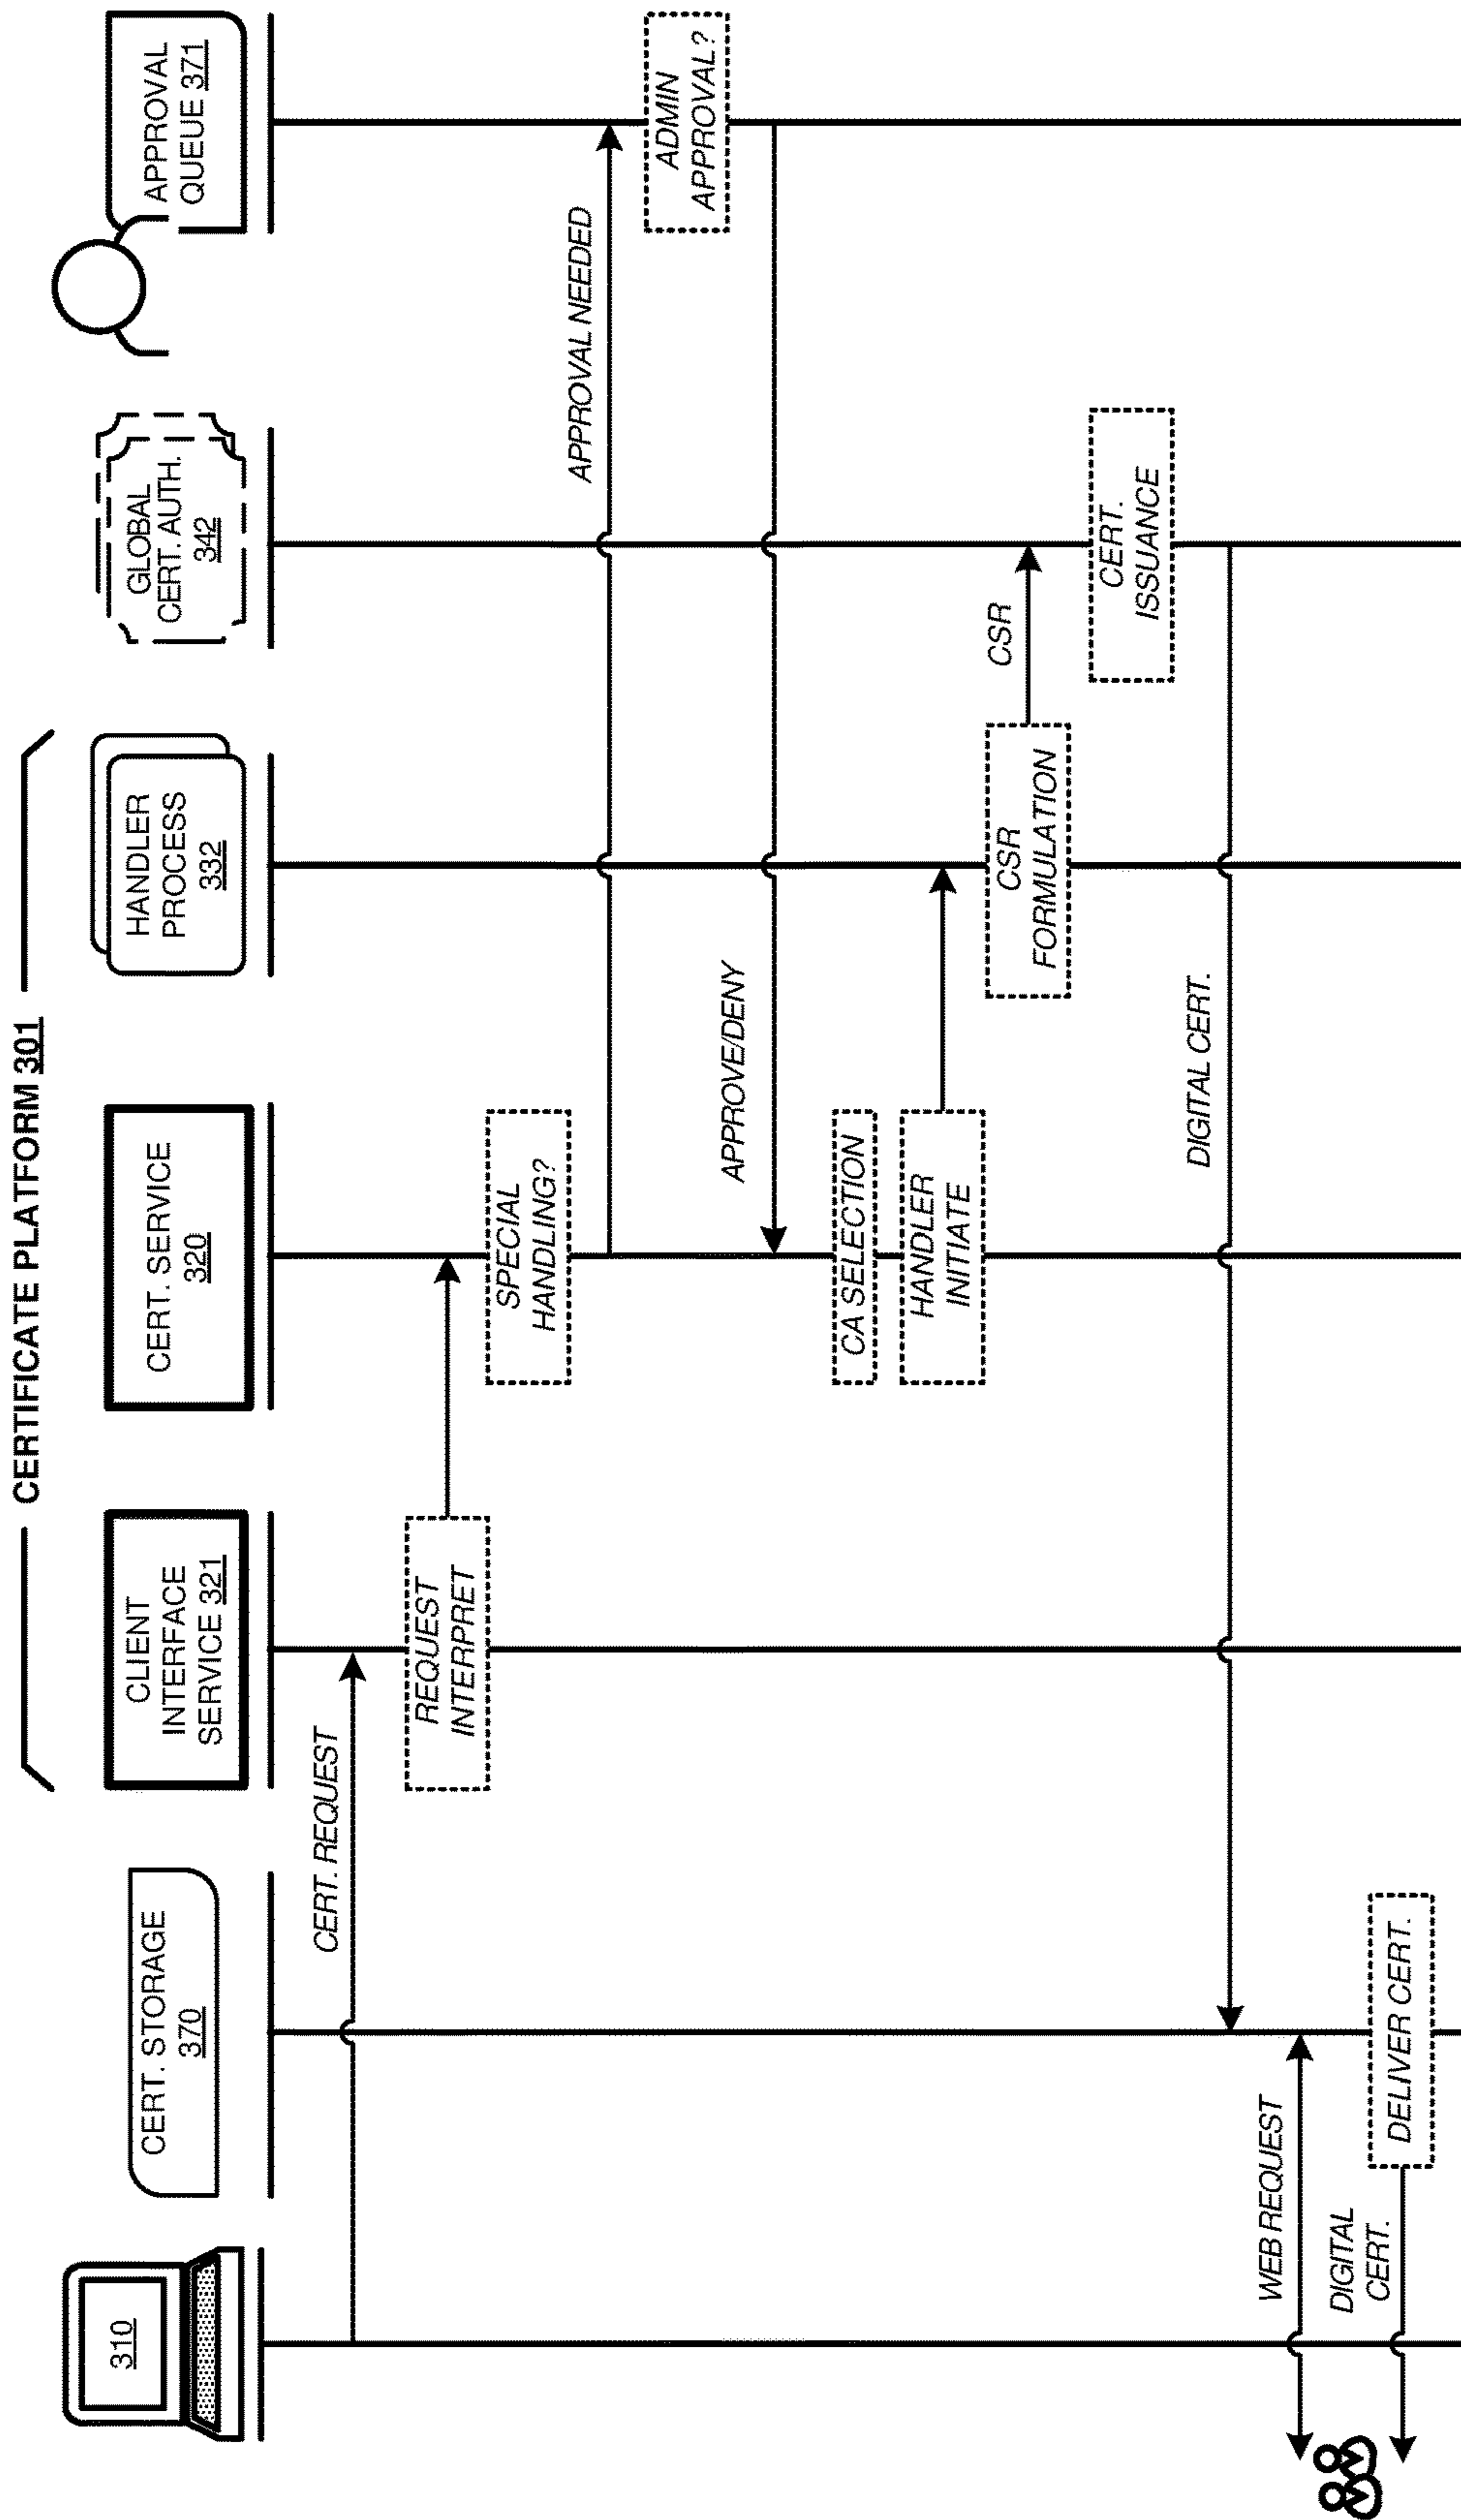 CERTIFICATE PLATFORM 301
310
CERT. STORAGE
370
CLIENT
INTERFACE
SERVICE 321
CERT. SERVICE
320
HANDLER
PROCESS
332
GLOBAL
CERT. AUTH.
342
APPROVAL
QUEUE 371
CERT. REQUEST
REQUEST
INTERPRET
SPECIAL
HANDLING?
APPROVAL NEEDED
ADMIN
APPROVAL?
APPROVE/DENY
CA SELECTION
HANDLER
INITIATE
CSR
FORMULATION
CSR
CERT.
ISSUANCE
DIGITAL CERT.
WEB REQUEST
DIGITAL
CERT.
DELIVER CERT.